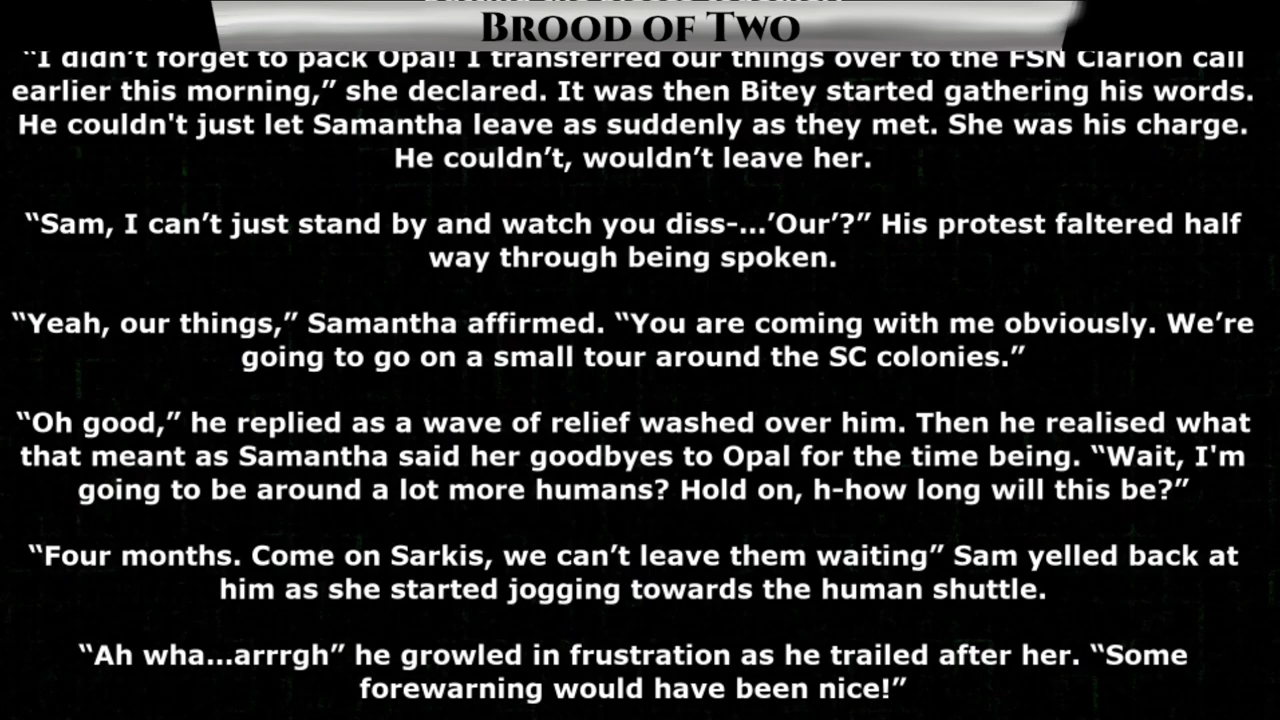 BROOD OF TWO
“I didn’t forget to pack Opal! I transferred our things over to the FSN Clarion call
earlier this morning,” she declared. It was then Bitey started gathering his words.
He couldn't just let Samantha leave as suddenly as they met. She was his charge.
He couldn’t, wouldn’t leave her.
“Sam, I can’t just stand by and watch you diss-...’Our’?” His protest faltered half
way through being spoken.
“Yeah, our things,” Samantha affirmed. “You are coming with me obviously. We’re
going to go on a small tour around the SC colonies.”
“Oh good,” he replied as a wave of relief washed over him. Then he realised what
that meant as Samantha said her goodbyes to Opal for the time being. “Wait, I'm
going to be around a lot more humans? Hold on, h-how long will this be?”
“Four months. Come on Sarkis, we can’t leave them waiting” Sam yelled back at
him as she started jogging towards the human shuttle.
“Ah wha...arrrgh” he growled in frustration as he trailed after her. “Some
forewarning would have been nice!”